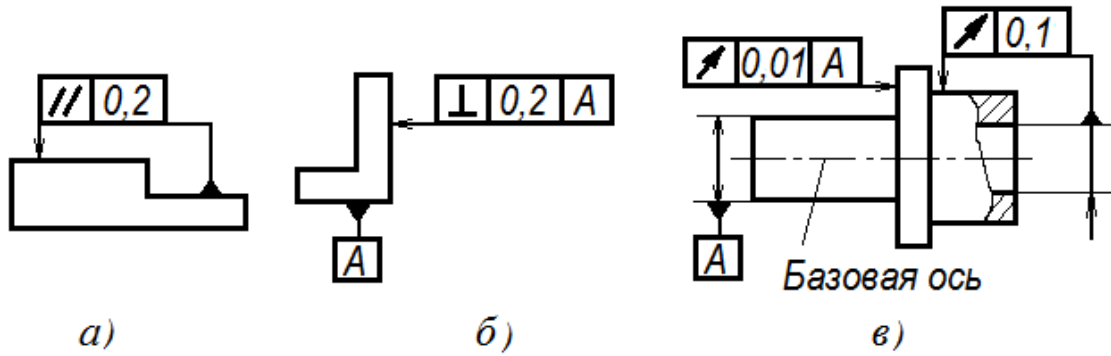 // 0,2
⊥ 0,2 А
↗ 0,01 А
↗ 0,1
А
А
Базовая ось
а)
б)
в)